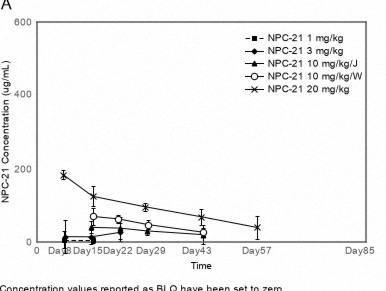 A
NPC-21 Concentration (ug/mL)
600
400
200
0
NPC-21 1 mg/kg
NPC-21 3 mg/kg
NPC-21 10 mg/kg/J
NPC-21 10 mg/kg/W
NPC-21 20 mg/kg
0 Day8 Day15 Day22 Day29 Day43 Day57 Day85
Time
Concentration values reported as BLQ have been set to zero